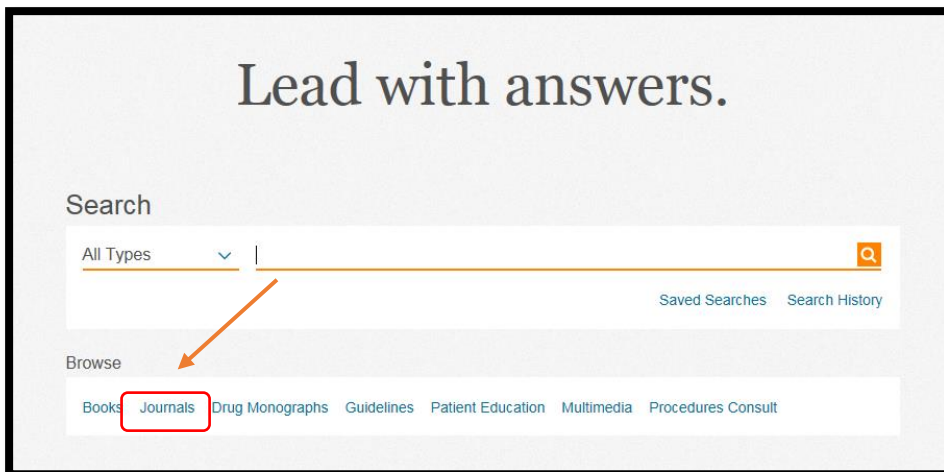 Lead with answers.
Search
All Types
Saved Searches Search History
Browse
Books Journals Drug Monographs Guidelines Patient Education Multimedia Procedures Consult